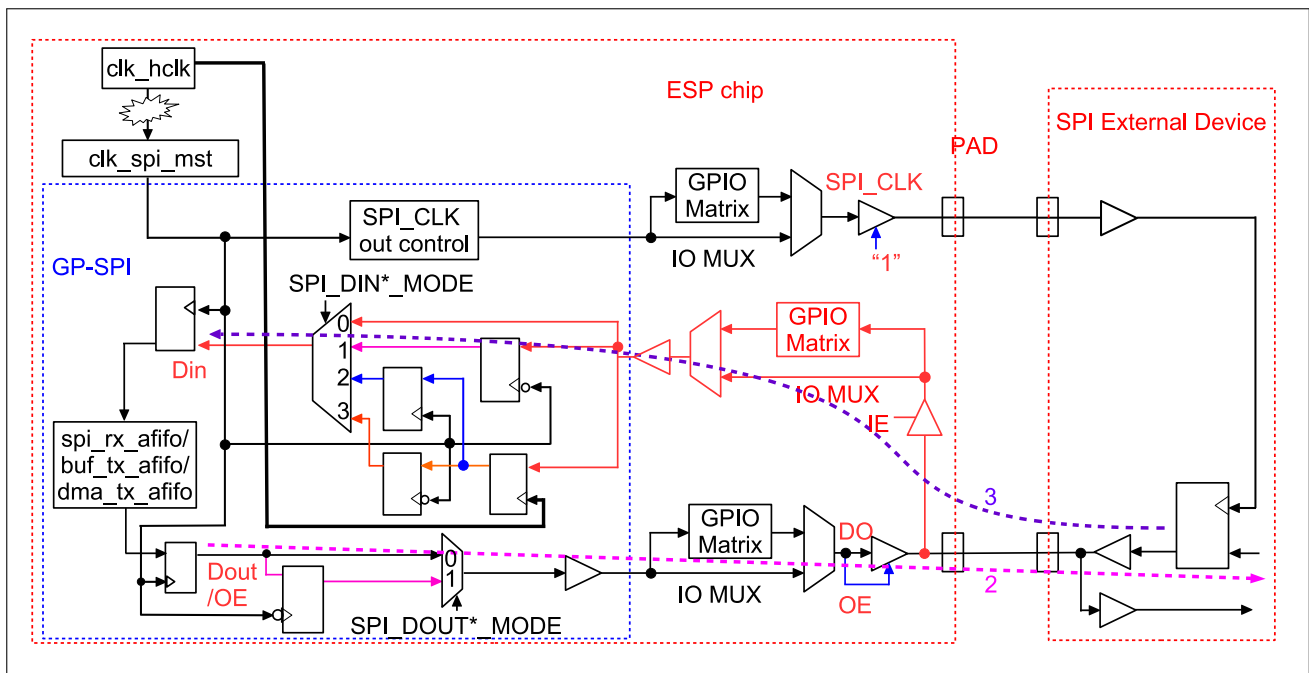 clk_hclk
ESP chip
PAD
SPI External Device
clk_spi_mst
GPIO
Matrix
SPI_CLK
SPI_CLK
out control
IO MUX
“1”
GP-SPI
SPI_DIN*_MODE
0
1
2
3
Din
GPIO
Matrix
IO MUX
IE
spi_rx_afifo/
buf_tx_afifo/
dma_tx_afifo
3
GPIO
Matrix
DO
0
1
Dout
/OE
IO MUX
OE
2
SPI_DOUT*_MODE